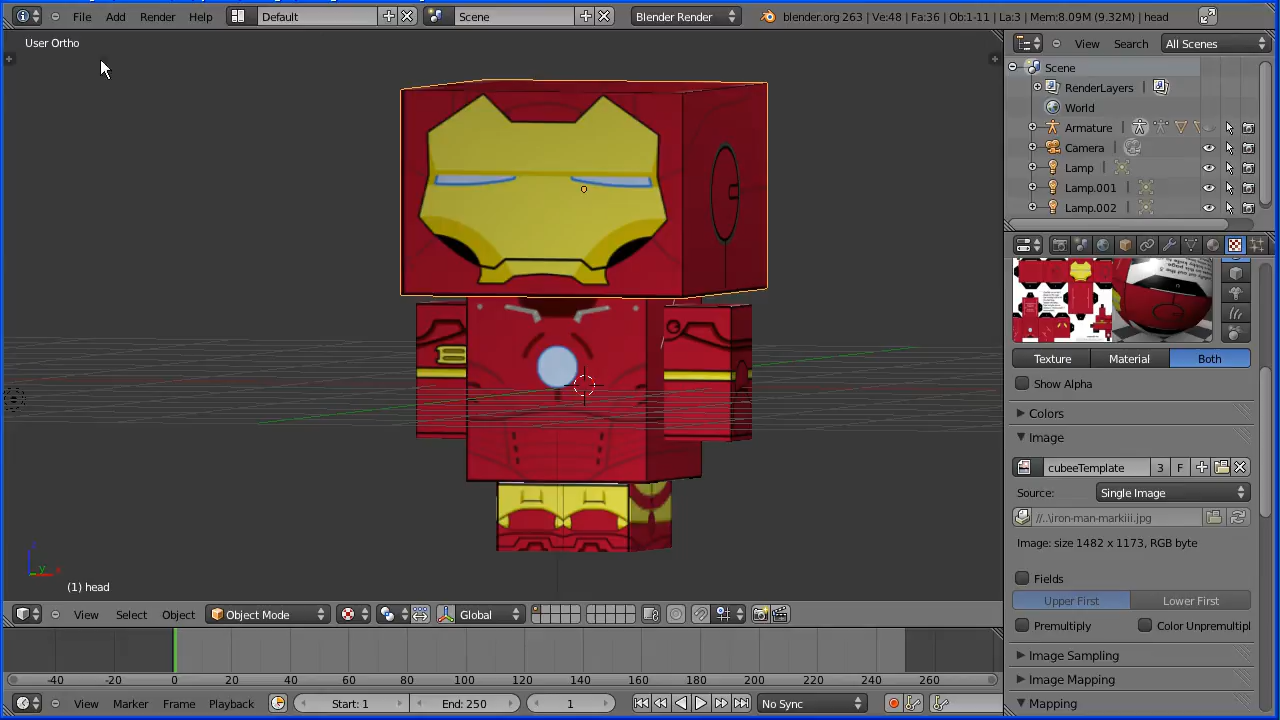 File Add Render Help Default Scene Blender Render blender.org 263 | Ve:48 | Fa:36 | Ob:1-11 | La:3 | Mem:8.09M (9.32M) | head
User Ortho
View Search All Scenes
Scene
RenderLayers
World
Armature
Camera
Lamp
Lamp.001
Lamp.002
Texture Material Both
Show Alpha
Colors
Image
cubeeTemplate 3 F
Source: Single Image
//..\iron-man-markiii.jpg
Image: size 1482 x 1173, RGB byte
Fields
Upper First Lower First
Premultiply Color Unpremultipl
Image Sampling
Image Mapping
Mapping
(1) head
View Select Object Object Mode Global
-40 -20 0 20 40 60 80 100 120 140 160 180 200 220 240 260
View Marker Frame Playback Start: 1 End: 250 1 No Sync